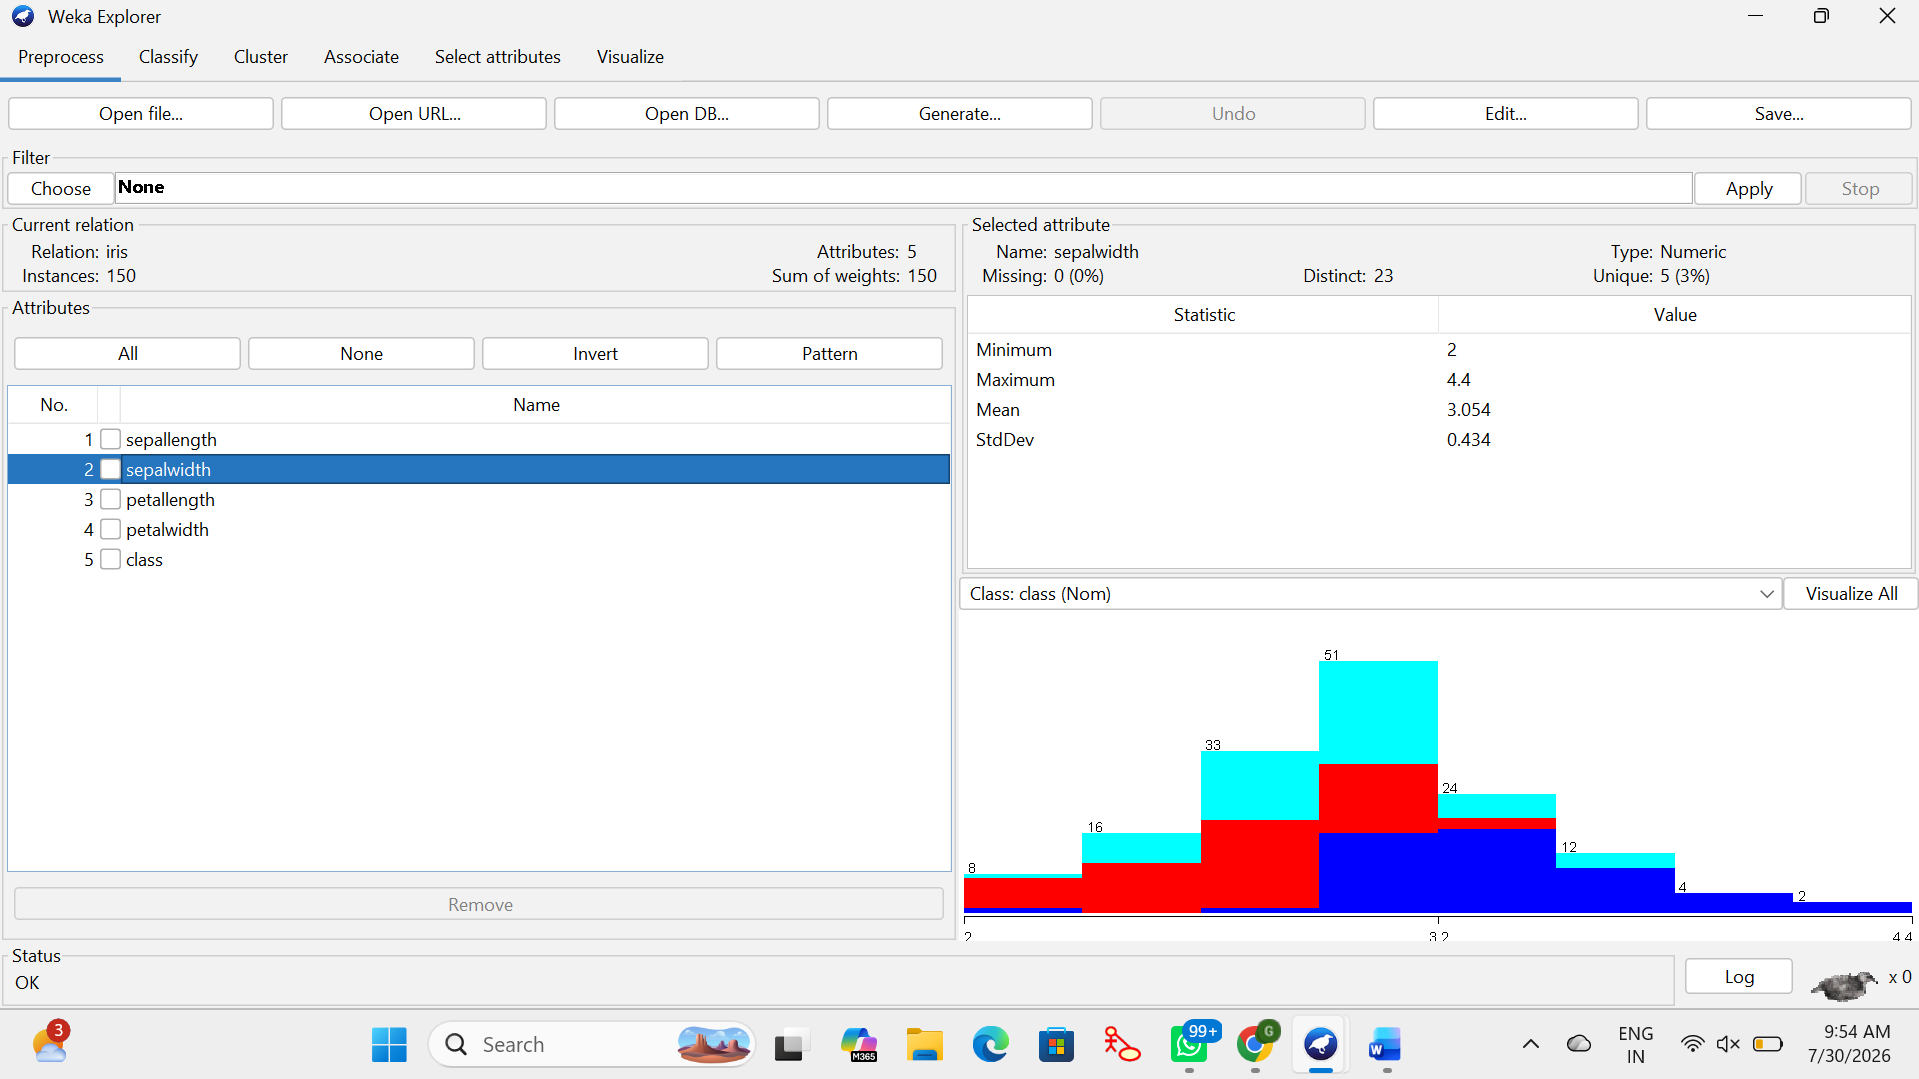 Weka Explorer
Preprocess Classify Cluster Associate Select attributes Visualize
Open file... Open URL... Open DB... Generate... Undo Edit... Save...
Filter
Choose None Apply Stop
Current relation
Relation: iris Attributes: 5
Instances: 150 Sum of weights: 150
Attributes
All None Invert Pattern
No. Name
1 sepallength
2 sepalwidth
3 petallength
4 petalwidth
5 class
Remove
Selected attribute
Name: sepalwidth Type: Numeric
Missing: 0 (0%) Distinct: 23 Unique: 5 (3%)
Statistic Value
Minimum 2
Maximum 4.4
Mean 3.054
StdDev 0.434
Class: class (Nom) Visualize All
51
33
24
16
12
8
4
2
2 3.2 4.4
Status
OK
Log x 0
3
Search
M365
99+
G
W
ENG
IN
9:54 AM
7/30/2026